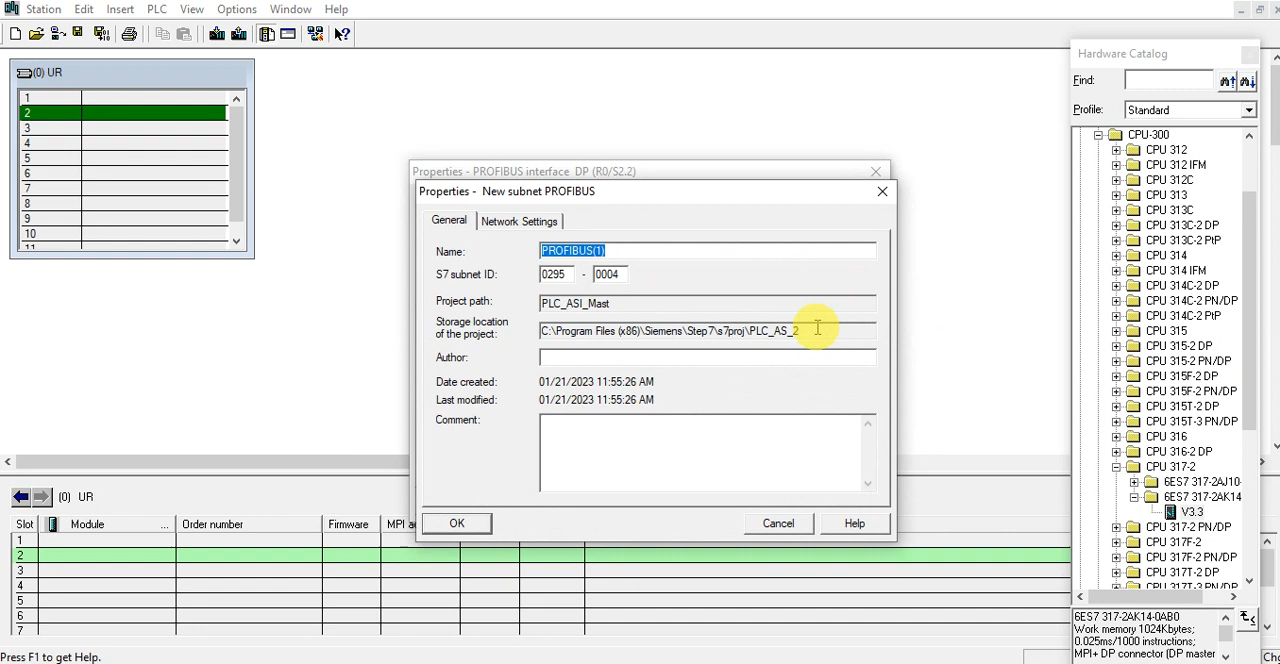 Station Edit Insert PLC View Options Window Help
(0) UR
1
2
3
4
5
6
7
8
9
10
11
Hardware Catalog
Find:
Profile: Standard
CPU-300
CPU 312
CPU 312 IFM
CPU 312C
CPU 313
CPU 313C
CPU 313C-2 DP
CPU 313C-2 PtP
CPU 314
CPU 314 IFM
CPU 314C-2 DP
CPU 314C-2 PN/DP
CPU 314C-2 PtP
CPU 315
CPU 315-2 DP
CPU 315-2 PN/DP
CPU 315F-2 DP
CPU 315F-2 PN/DP
CPU 315T-2 DP
CPU 315T-3 PN/DP
CPU 316
CPU 316-2 DP
CPU 317-2
6ES7 317-2AJ10-
6ES7 317-2AK14
V3.3
CPU 317-2 PN/DP
CPU 317F-2
CPU 317F-2 PN/DP
CPU 317T-2 DP
CPU 317T-3 PN/DP
6ES7 317-2AK14-0AB0
Work memory 1024Kbytes;
0.025ms/1000 instructions;
MPI+ DP connector (DP master
Properties - PROFIBUS interface DP (R0/S2.2)
Properties - New subnet PROFIBUS
General Network Settings
Name: PROFIBUS(1)
S7 subnet ID: 0295 - 0004
Project path: PLC_ASI_Mast
Storage location
of the project: C:\Program Files (x86)\Siemens\Step7\s7proj\PLC_AS_2
Author:
Date created: 01/21/2023 11:55:26 AM
Last modified: 01/21/2023 11:55:26 AM
Comment:
OK Cancel Help
(0) UR
Slot Module ... Order number Firmware MPI a
1
2
3
4
5
6
7
Press F1 to get Help.
Ch